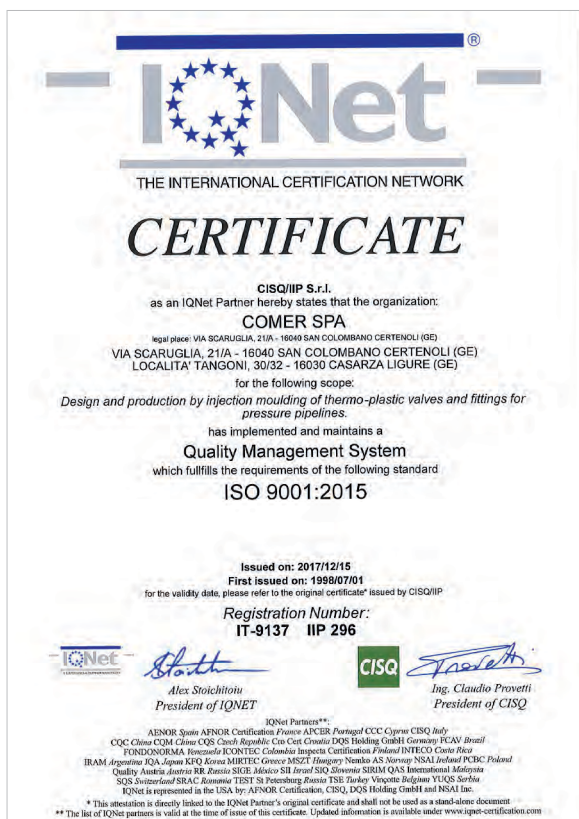 ®
IQNet
THE INTERNATIONAL CERTIFICATION NETWORK
CERTIFICATE
CISQ/IIP S.r.l.
as an IQNet Partner hereby states that the organization:
COMER SPA
legal place: VIA SCARUGLIA, 21/A - 16040 SAN COLOMBANO CERTENOLI (GE)
VIA SCARUGLIA, 21/A - 16040 SAN COLOMBANO CERTENOLI (GE)
LOCALITA' TANGONI, 30/32 - 16030 CASARZA LIGURE (GE)
for the following scope:
Design and production by injection moulding of thermo-plastic valves and fittings for
pressure pipelines.
has implemented and maintains a
Quality Management System
which fullfills the requirements of the following standard
ISO 9001:2015
Issued on: 2017/12/15
First issued on: 1998/07/01
for the validity date, please refer to the original certificate* issued by CISQ/IIP
Registration Number:
IT-9137 IIP 296
IQNet
CISQ
Alex Stoichitoiu
President of IQNET
Ing. Claudio Provetti
President of CISQ
IQNet Partners**:
AENOR Spain AFNOR Certification France APCER Portugal CCC Cyprus CISQ Italy
CQC China CQM China CQS Czech Republic Cro Cert Croatia DQS Holding GmbH Germany FCAV Brazil
FONDONORMA Venezuela ICONTEC Colombia Inspecta Certification Finland INTECO Costa Rica
IRAM Argentina JQA Japan KFQ Korea MIRTEC Greece MSZT Hungary Nemko AS Norway NSAI Ireland PCBC Poland
Quality Austria Austria RR Russia SIGE México SII Israel SIQ Slovenia SIRIM QAS International Malaysia
SQS Switzerland SRAC Romania TEST St Petersburg Russia TSE Turkey Vinçotte Belgium YUQS Serbia
IQNet is represented in the USA by: AFNOR Certification, CISQ, DQS Holding GmbH and NSAI Inc.
* This attestation is directly linked to the IQNet Partner's original certificate and shall not be used as a stand-alone document
** The list of IQNet partners is valid at the time of issue of this certificate. Updated information is available under www.iqnet-certification.com